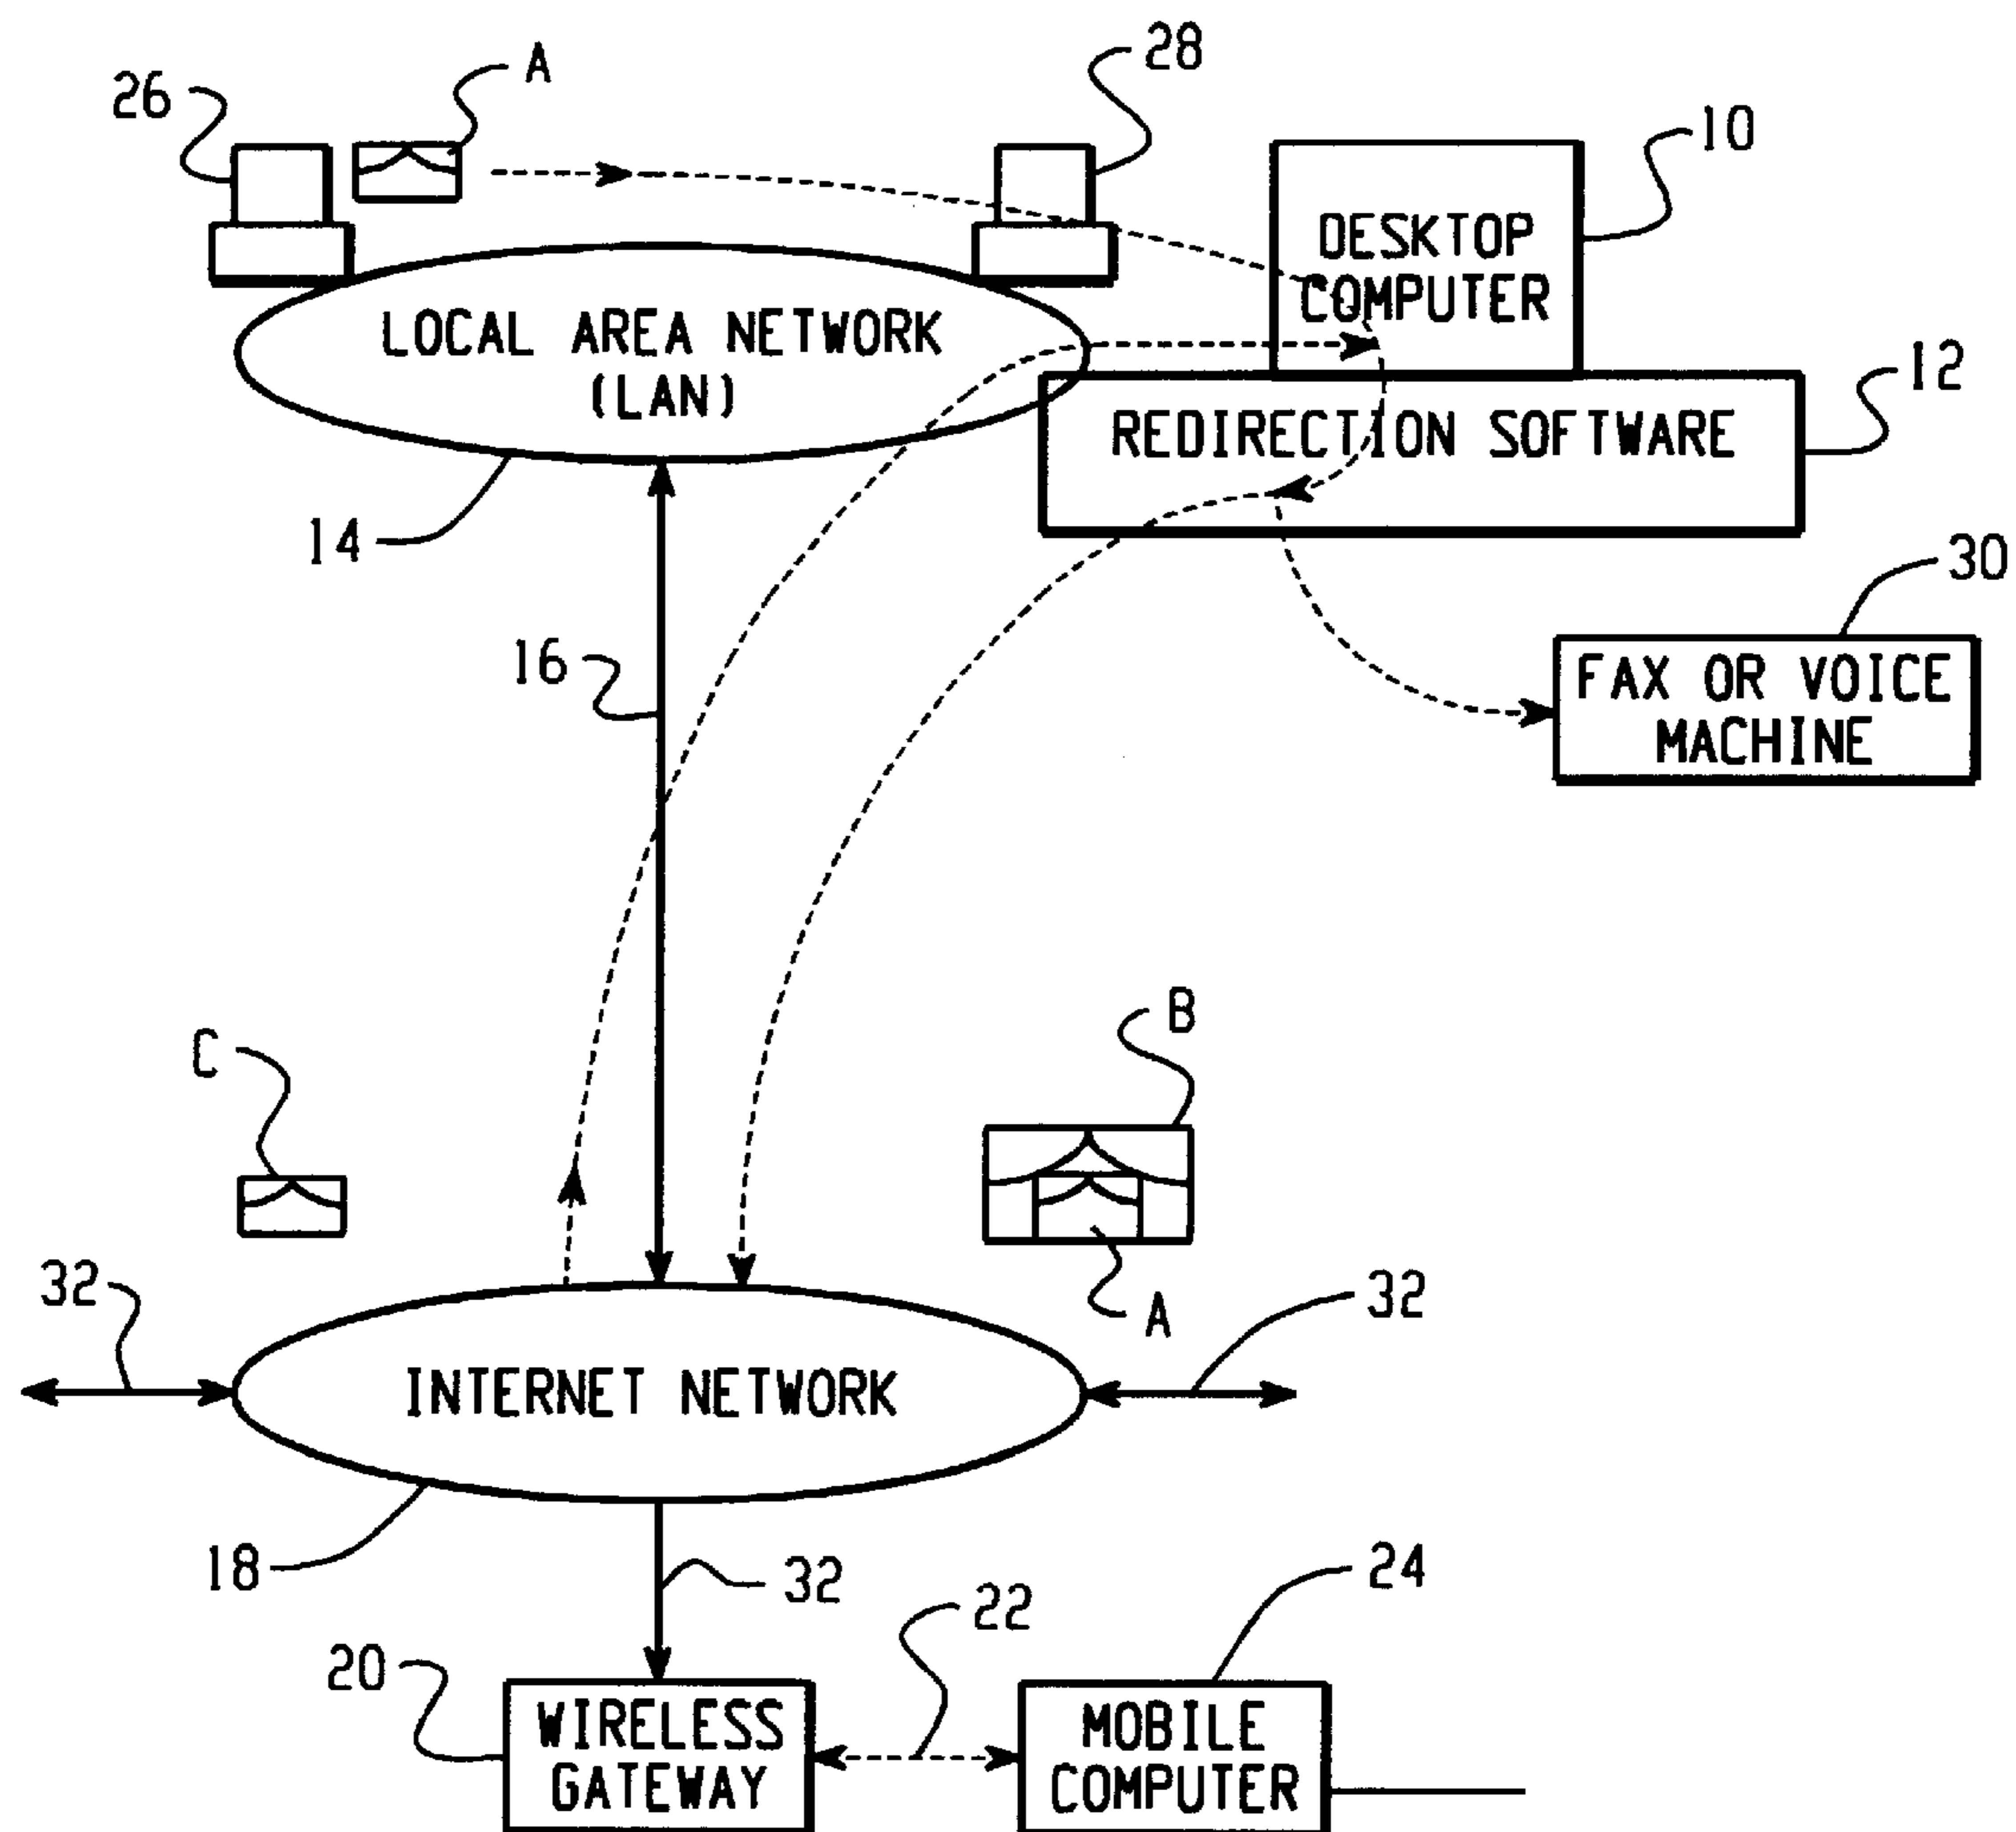 26
A
28
10
DESKTOP
COMPUTER
LOCAL AREA NETWORK
(LAN)
12
REDIRECTION SOFTWARE
14
30
16
FAX OR VOICE
MACHINE
B
C
32
A
32
INTERNET NETWORK
18
32
22
24
20
WIRELESS
GATEWAY
MOBILE
COMPUTER